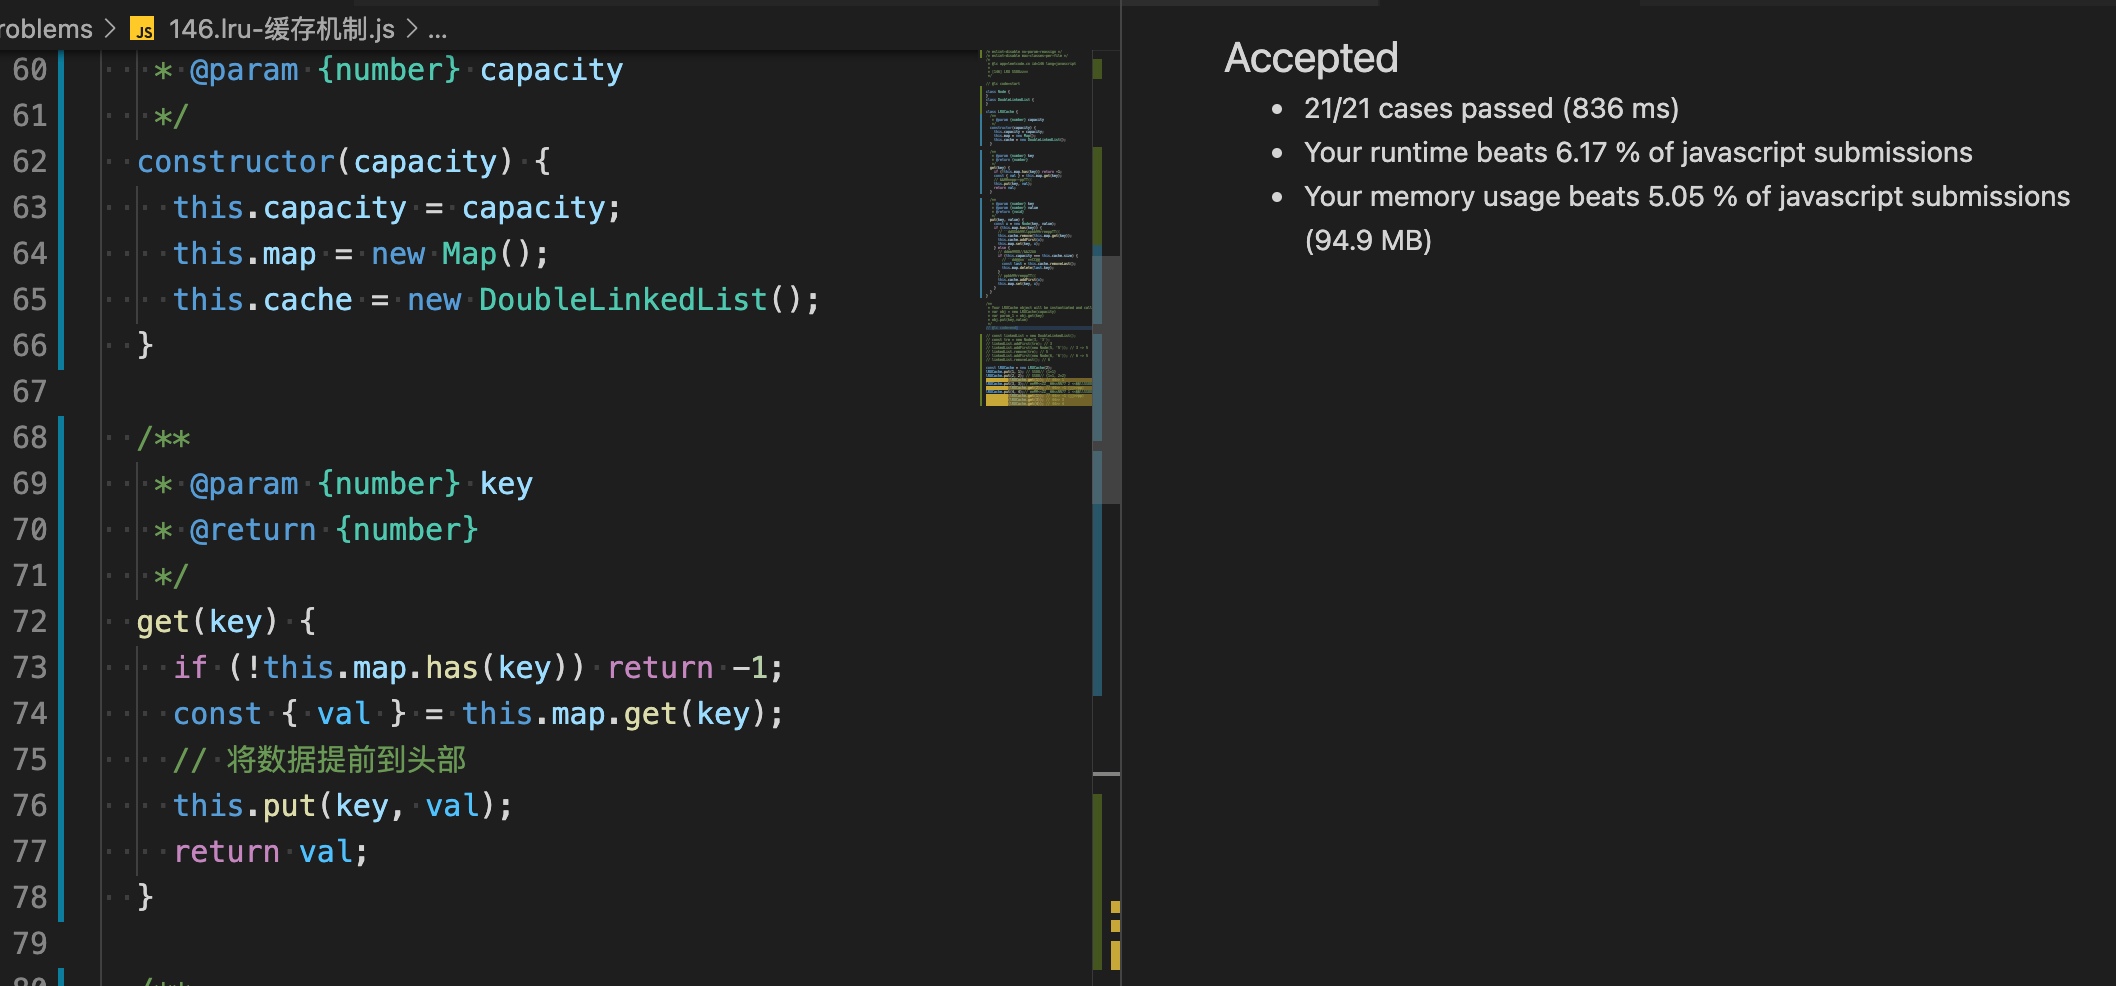 roblems > JS 146.lru-缓存机制.js > ...
60 * @param {number} capacity
61 */
62 constructor(capacity) {
63 this.capacity = capacity;
64 this.map = new Map();
65 this.cache = new DoubleLinkedList();
66 }
67
68 /**
69 * @param {number} key
70 * @return {number}
71 */
72 get(key) {
73 if (!this.map.has(key)) return -1;
74 const { val } = this.map.get(key);
75 // 将数据提前到头部
76 this.put(key, val);
77 return val;
78 }
79
80 /**
Accepted
• 21/21 cases passed (836 ms)
• Your runtime beats 6.17 % of javascript submissions
• Your memory usage beats 5.05 % of javascript submissions
(94.9 MB)